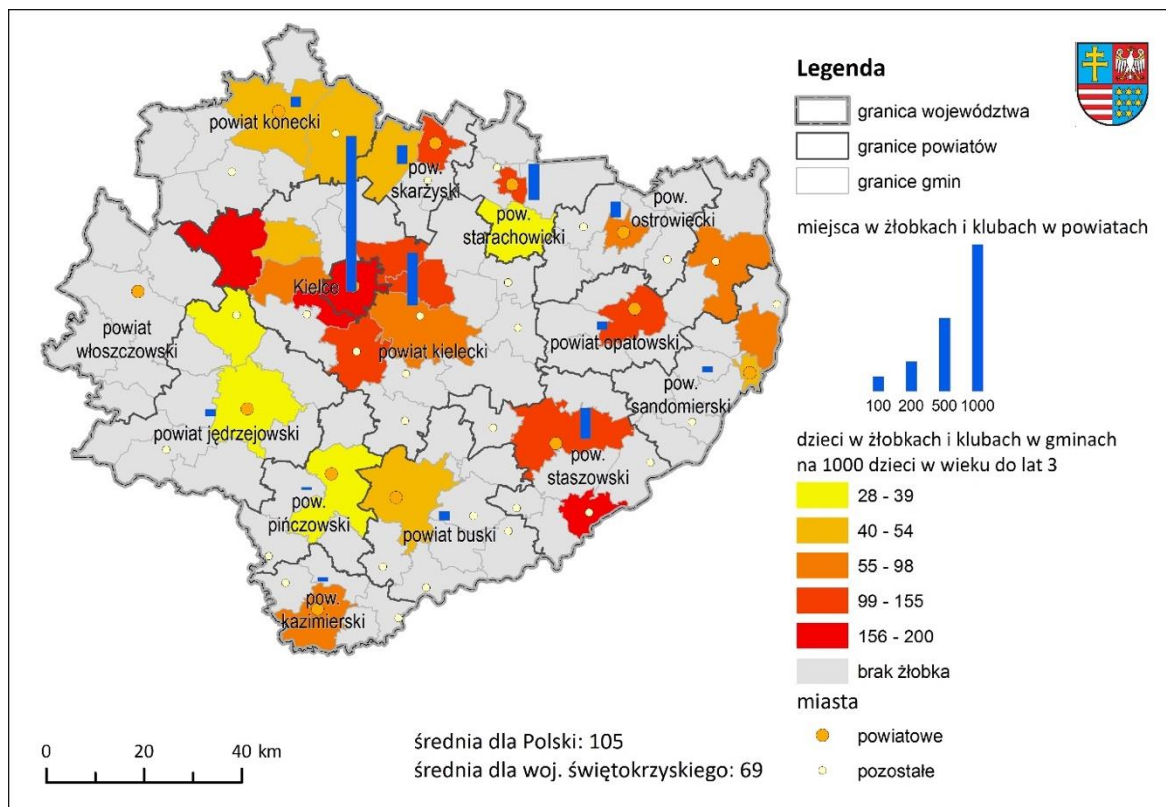 powiat konecki
pow.
skarżyski
pow.
starachowicki
pow.
ostrowiecki
Kielce
powiat
włoszczowski
powiat kielecki
powiat opatowski
pow.
sandomierski
powiat jędrzejowski
pow.
staszowski
pow.
pińczowski
powiat buski
pow.
kazimierski
0 20 40 km
średnia dla Polski: 105
średnia dla woj. świętokrzyskiego: 69
Legenda
granica województwa
granice powiatów
granice gmin
miejsca w żłobkach i klubach w powiatach
100 200 500 1000
dzieci w żłobkach i klubach w gminach
na 1000 dzieci w wieku do lat 3
28 - 39
40 - 54
55 - 98
99 - 155
156 - 200
brak żłobka
miasta
powiatowe
pozostałe